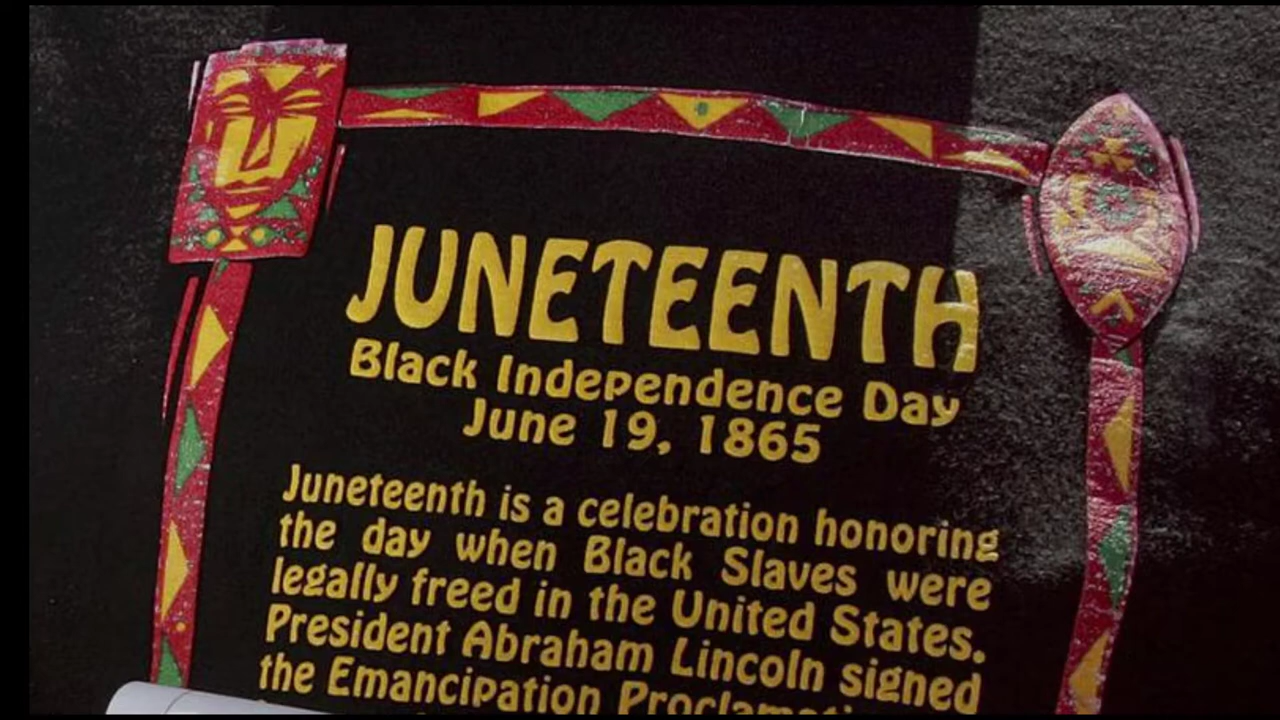 JUNETEENTH
Black Independence Day
June 19, 1865
Juneteenth is a celebration honoring
the day when Black Slaves were
legally freed in the United States.
President Abraham Lincoln signed
the Emancipation